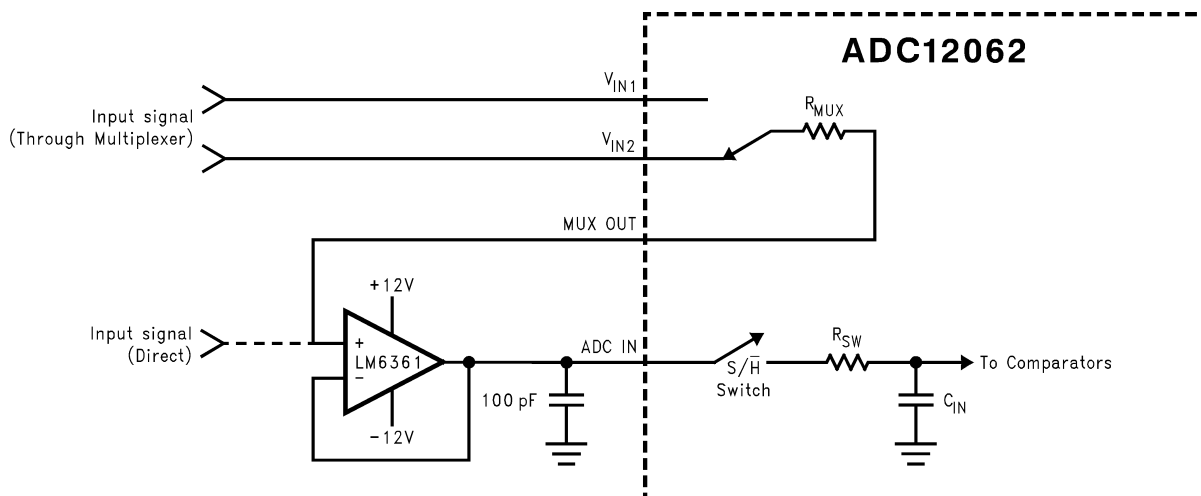 ADC12062
V_IN1
Input signal
(Through Multiplexer)
R_MUX
V_IN2
MUX OUT
+12V
Input signal
(Direct)
+
LM6361
−
ADC IN
S/H̅
Switch
R_SW
To Comparators
100 pF
C_IN
−12V